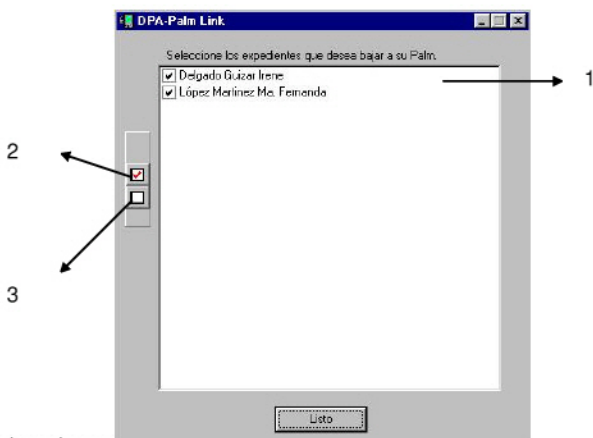 DPA-Palm Link
Seleccione los expedientes que desea bajar a su Palm.
Delgado Guizar Irene
López Martínez Ma. Fernanda
1
2
3
Listo